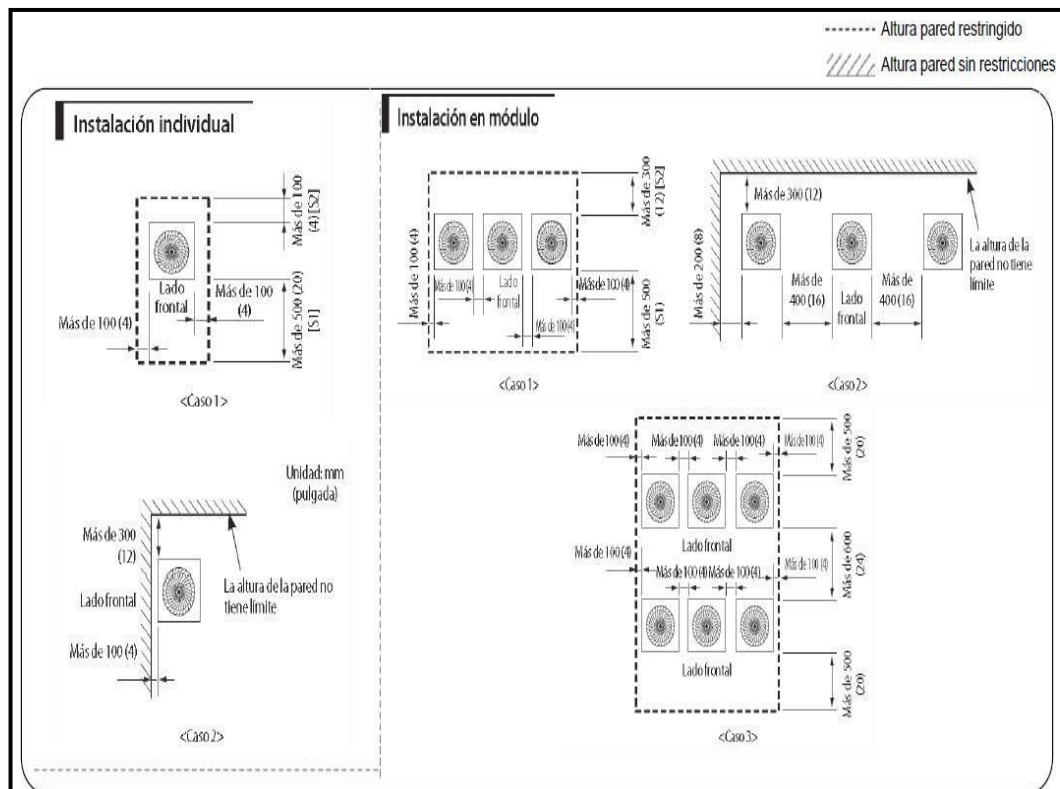 Altura pared restringido
Altura pared sin restricciones
Instalación individual
Más de 100
(4) [S2]
Lado
frontal
Más de 100
(4)
Más de 100 (4)
Más de 500 (20)
[S1]
<Caso 1>
Unidad: mm
(pulgada)
Más de 300
(12)
Lado frontal
La altura de la pared no
tiene límite
Más de 100 (4)
<Caso 2>
Instalación en módulo
Más de 300
(12) [S2]
Más de 100 (4)
Más de 100 (4)
Lado
frontal
Más de 100 (4)
Más de 100 (4)
Más de 500
(S1)
<Caso 1>
Más de 300 (12)
Más de 200 (8)
Más de
400 (16)
Lado
frontal
Más de
400 (16)
La altura de la
pared no tiene
límite
<Caso 2>
Más de 100 (4)
Más de 100 (4)
Más de 100 (4)
Más de 100 (4)
Más de 500
(20)
Lado frontal
Más de 100 (4)
Más de 100 (4)
Más de 100 (4)
Más de 100 (4)
Más de 600
(24)
Lado frontal
Más de 500
(20)
<Caso 3>